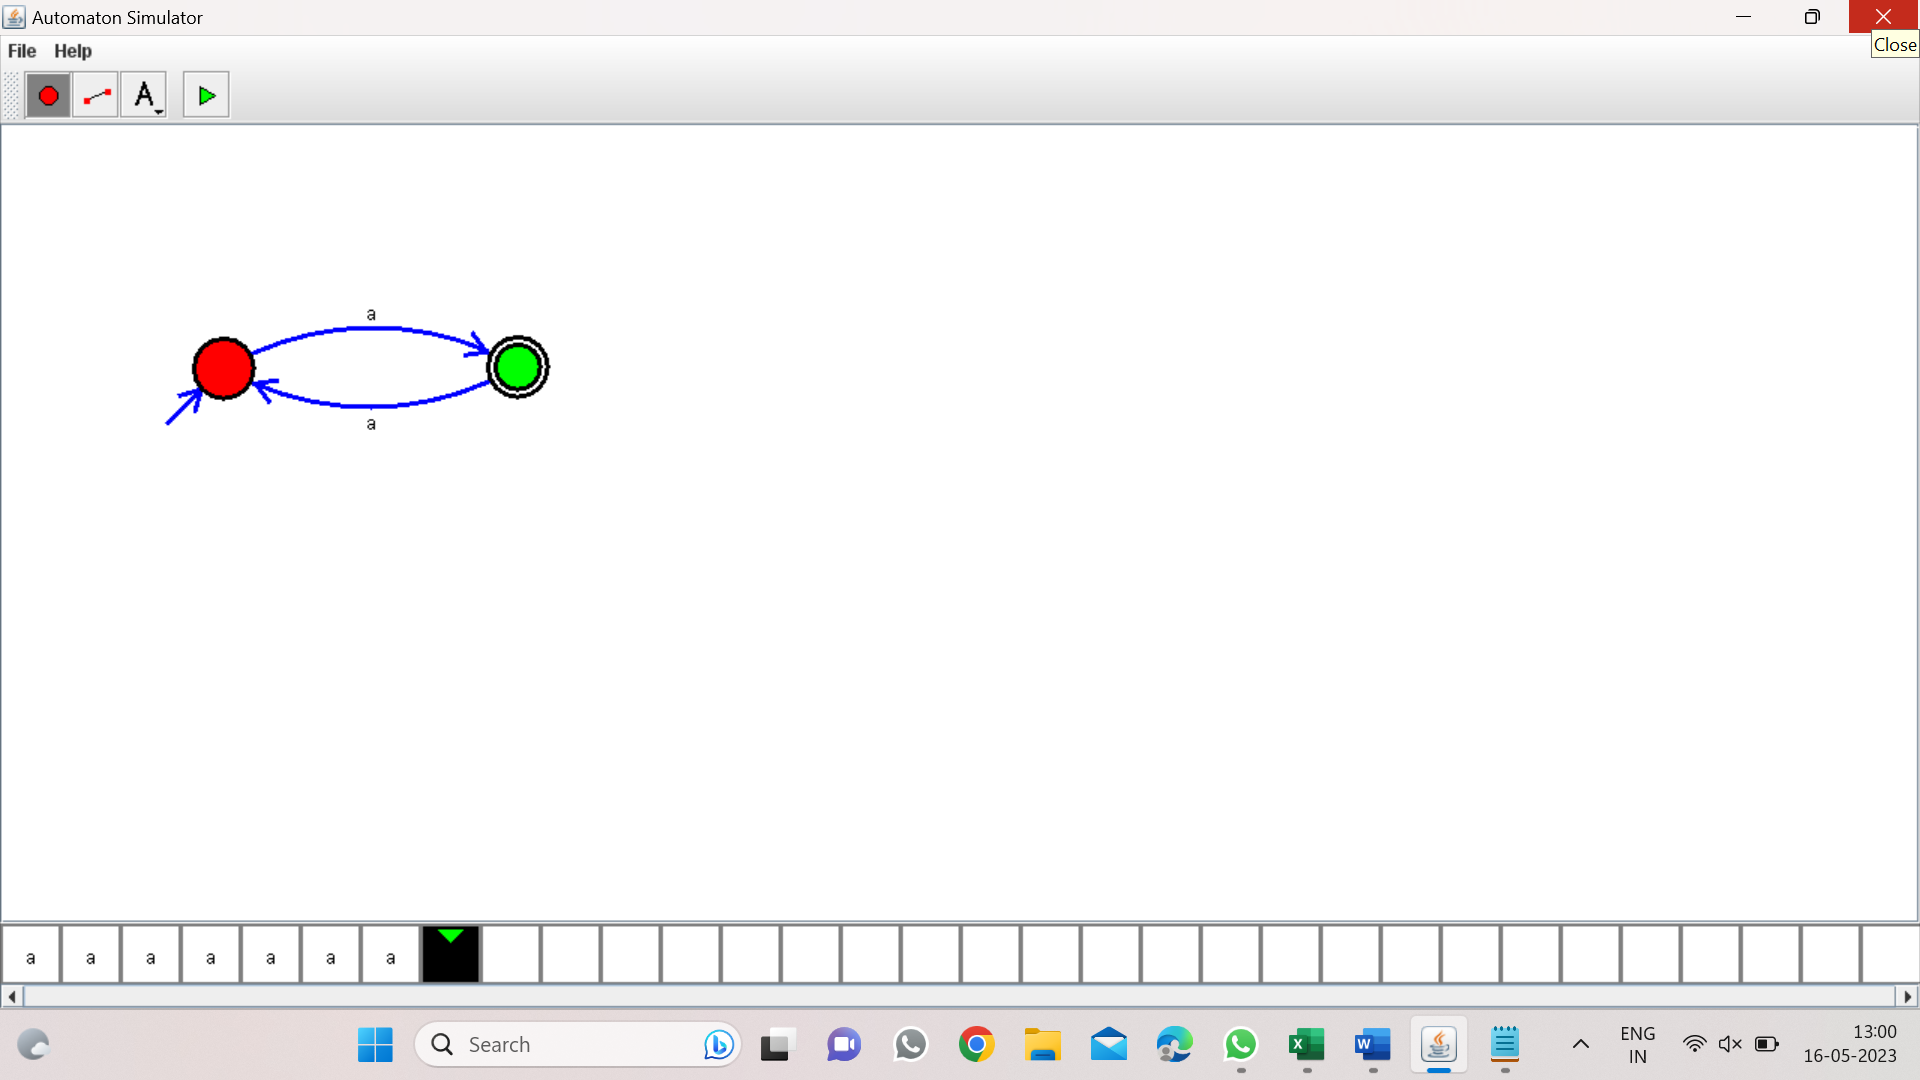 Automaton Simulator
File Help
Close
A
a
a
a a a a a a a
Search
ENG
IN
13:00
16-05-2023